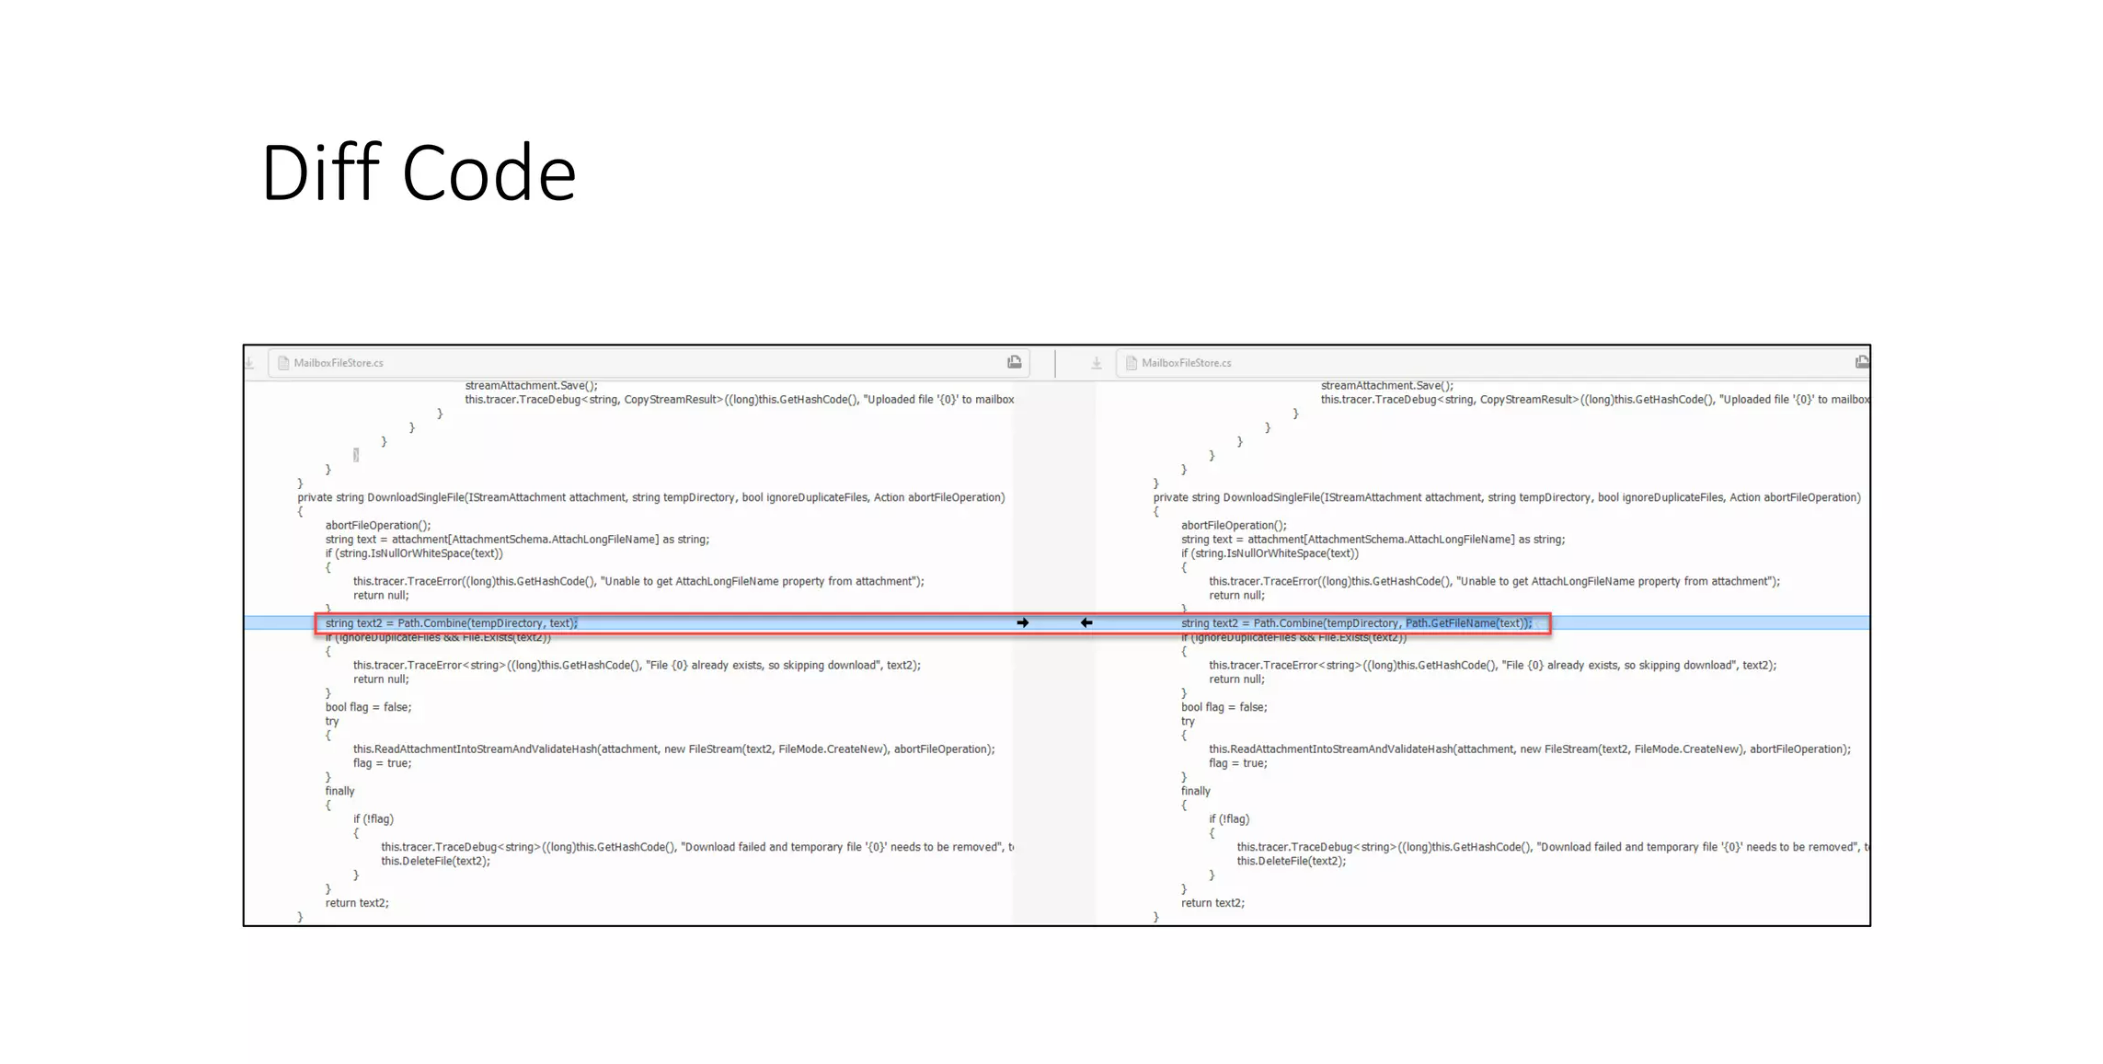 Diff Code
MailboxFileStore.cs
streamAttachment.Save();
this.tracer.TraceDebug<string, CopyStreamResult>((long)this.GetHashCode(), "Uploaded file '{0}' to mailbox
}
}
}
}
}
}
private string DownloadSingleFile(IStreamAttachment attachment, string tempDirectory, bool ignoreDuplicateFiles, Action abortFileOperation)
{
abortFileOperation();
string text = attachment[AttachmentSchema.AttachLongFileName] as string;
if (string.IsNullOrWhiteSpace(text))
{
this.tracer.TraceError((long)this.GetHashCode(), "Unable to get AttachLongFileName property from attachment");
return null;
}
string text2 = Path.Combine(tempDirectory, text);
if (ignoreDuplicateFiles && File.Exists(text2))
{
this.tracer.TraceError<string>((long)this.GetHashCode(), "File {0} already exists, so skipping download", text2);
return null;
}
bool flag = false;
try
{
this.ReadAttachmentIntoStreamAndValidateHash(attachment, new FileStream(text2, FileMode.CreateNew), abortFileOperation);
flag = true;
}
finally
{
if (!flag)
{
this.tracer.TraceDebug<string>((long)this.GetHashCode(), "Download failed and temporary file '{0}' needs to be removed", t
this.DeleteFile(text2);
}
}
return text2;
}
MailboxFileStore.cs
streamAttachment.Save();
this.tracer.TraceDebug<string, CopyStreamResult>((long)this.GetHashCode(), "Uploaded file '{0}' to mailbox
}
}
}
}
}
}
private string DownloadSingleFile(IStreamAttachment attachment, string tempDirectory, bool ignoreDuplicateFiles, Action abortFileOperation)
{
abortFileOperation();
string text = attachment[AttachmentSchema.AttachLongFileName] as string;
if (string.IsNullOrWhiteSpace(text))
{
this.tracer.TraceError((long)this.GetHashCode(), "Unable to get AttachLongFileName property from attachment");
return null;
}
string text2 = Path.Combine(tempDirectory, Path.GetFileName(text));
if (ignoreDuplicateFiles && File.Exists(text2))
{
this.tracer.TraceError<string>((long)this.GetHashCode(), "File {0} already exists, so skipping download", text2);
return null;
}
bool flag = false;
try
{
this.ReadAttachmentIntoStreamAndValidateHash(attachment, new FileStream(text2, FileMode.CreateNew), abortFileOperation);
flag = true;
}
finally
{
if (!flag)
{
this.tracer.TraceDebug<string>((long)this.GetHashCode(), "Download failed and temporary file '{0}' needs to be removed", t
this.DeleteFile(text2);
}
}
return text2;
}